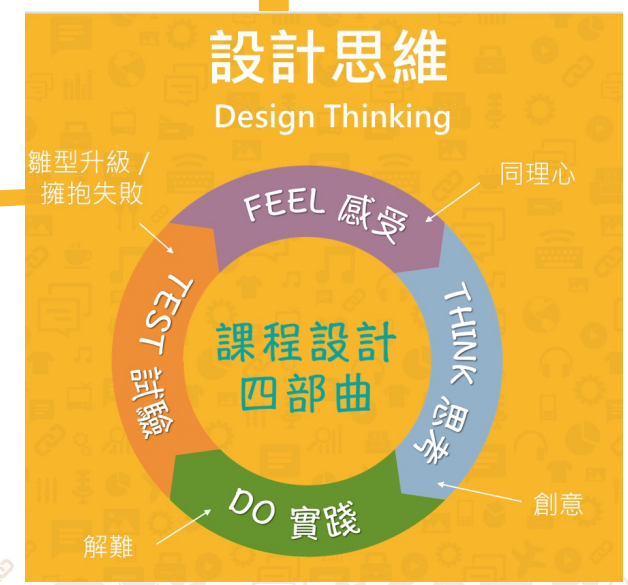 設計思維
Design Thinking
雛型升級 /
擁抱失敗
同理心
FEEL 感受
THINK 思考
TEST 試驗
課程設計
四部曲
DO 實踐
創意
解難